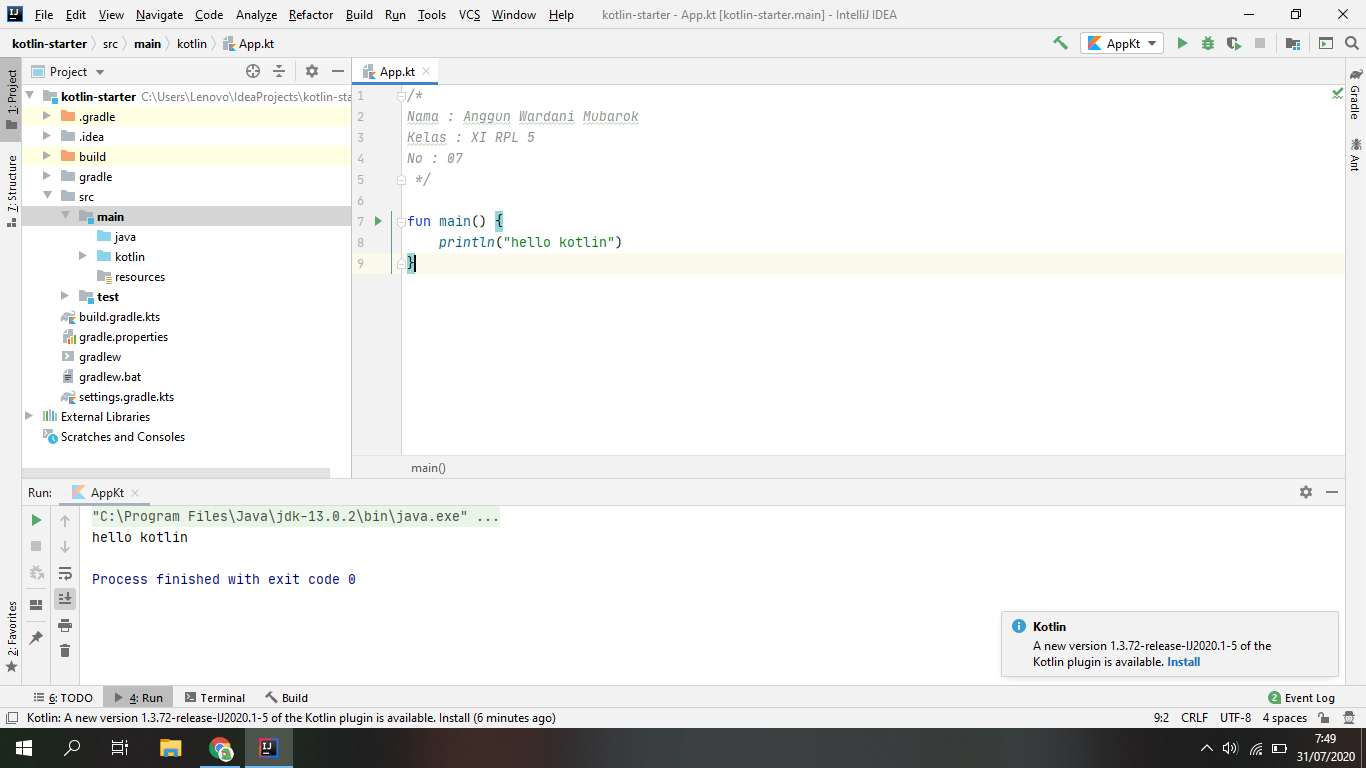 File Edit View Navigate Code Analyze Refactor Build Run Tools VCS Window Help kotlin-starter - App.kt [kotlin-starter.main] - IntelliJ IDEA
kotlin-starter src main kotlin App.kt AppKt
1: Project
7: Structure
2: Favorites
Project
kotlin-starter C:\Users\Lenovo\IdeaProjects\kotlin-sta
.gradle
.idea
build
gradle
src
main
java
kotlin
resources
test
build.gradle.kts
gradle.properties
gradlew
gradlew.bat
settings.gradle.kts
External Libraries
Scratches and Consoles
App.kt
1 /*
2 Nama : Anggun Wardani Mubarok
3 Kelas : XI RPL 5
4 No : 07
5 */
6
7 fun main() {
8 println("hello kotlin")
9 }
main()
Gradle
Ant
Run: AppKt
"C:\Program Files\Java\jdk-13.0.2\bin\java.exe" ...
hello kotlin
Process finished with exit code 0
Kotlin
A new version 1.3.72-release-IJ2020.1-5 of the
Kotlin plugin is available. Install
6: TODO 4: Run Terminal Build 2 Event Log
Kotlin: A new version 1.3.72-release-IJ2020.1-5 of the Kotlin plugin is available. Install (6 minutes ago) 9:2 CRLF UTF-8 4 spaces
7:49
31/07/2020